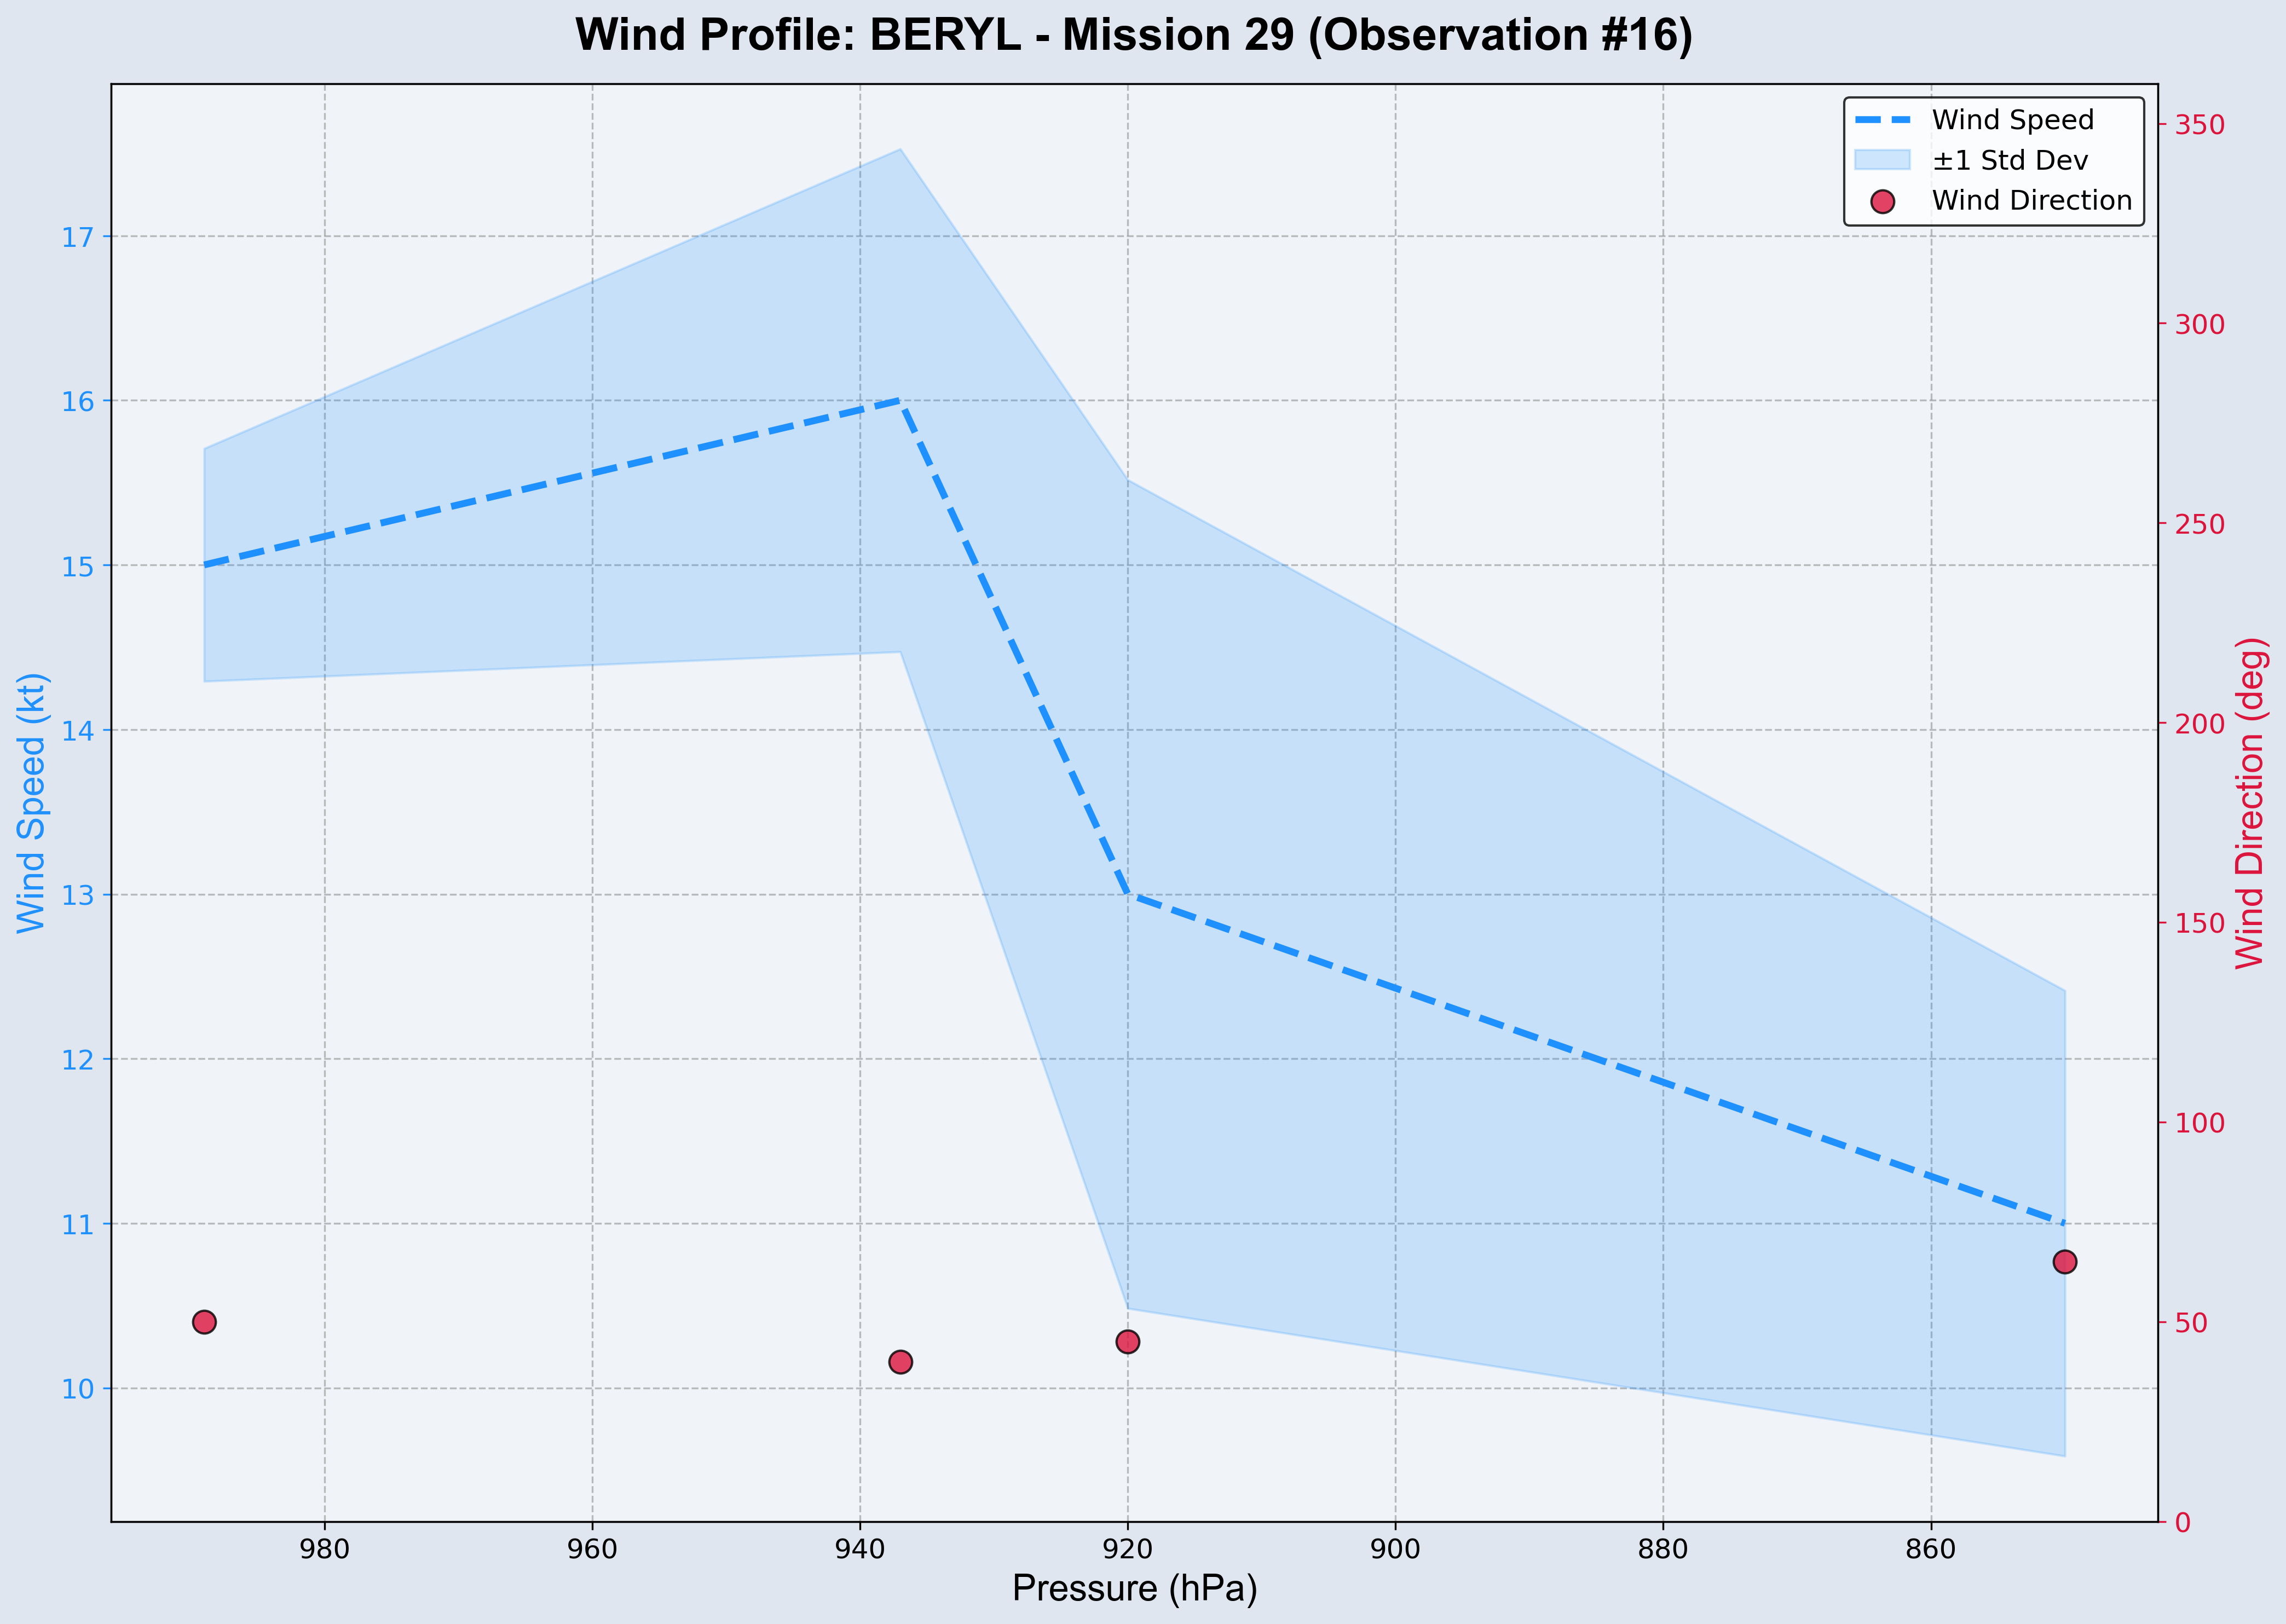 Wind Profile: BERYL - Mission 29 (Observation #16)
Wind Speed
±1 Std Dev
Wind Direction
17
16
15
14
13
12
11
10
Wind Speed (kt)
350
300
250
200
150
100
50
0
Wind Direction (deg)
980 960 940 920 900 880 860
Pressure (hPa)